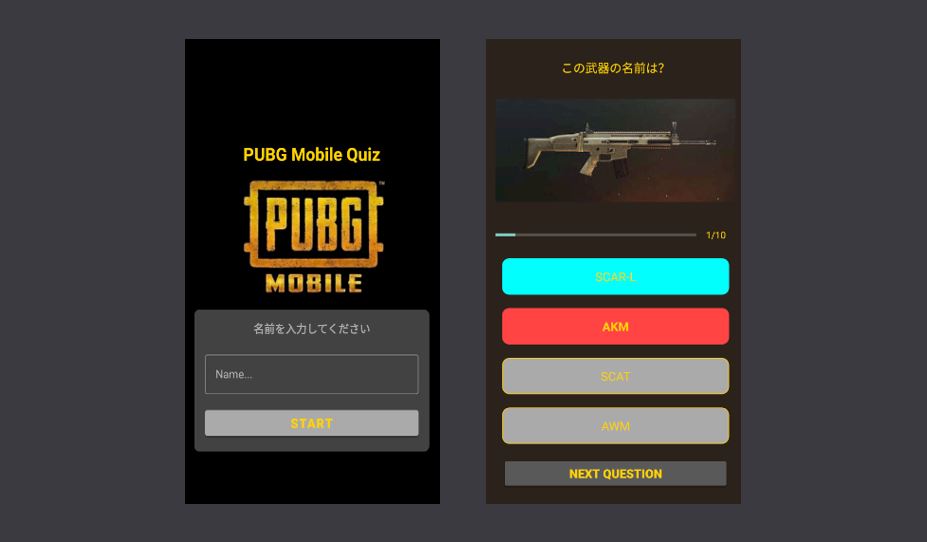 PUBG Mobile Quiz
PUBG™
MOBILE
名前を入力してください
Name...
START
この武器の名前は?
1/10
SCAR-L
AKM
SCAT
AWM
NEXT QUESTION